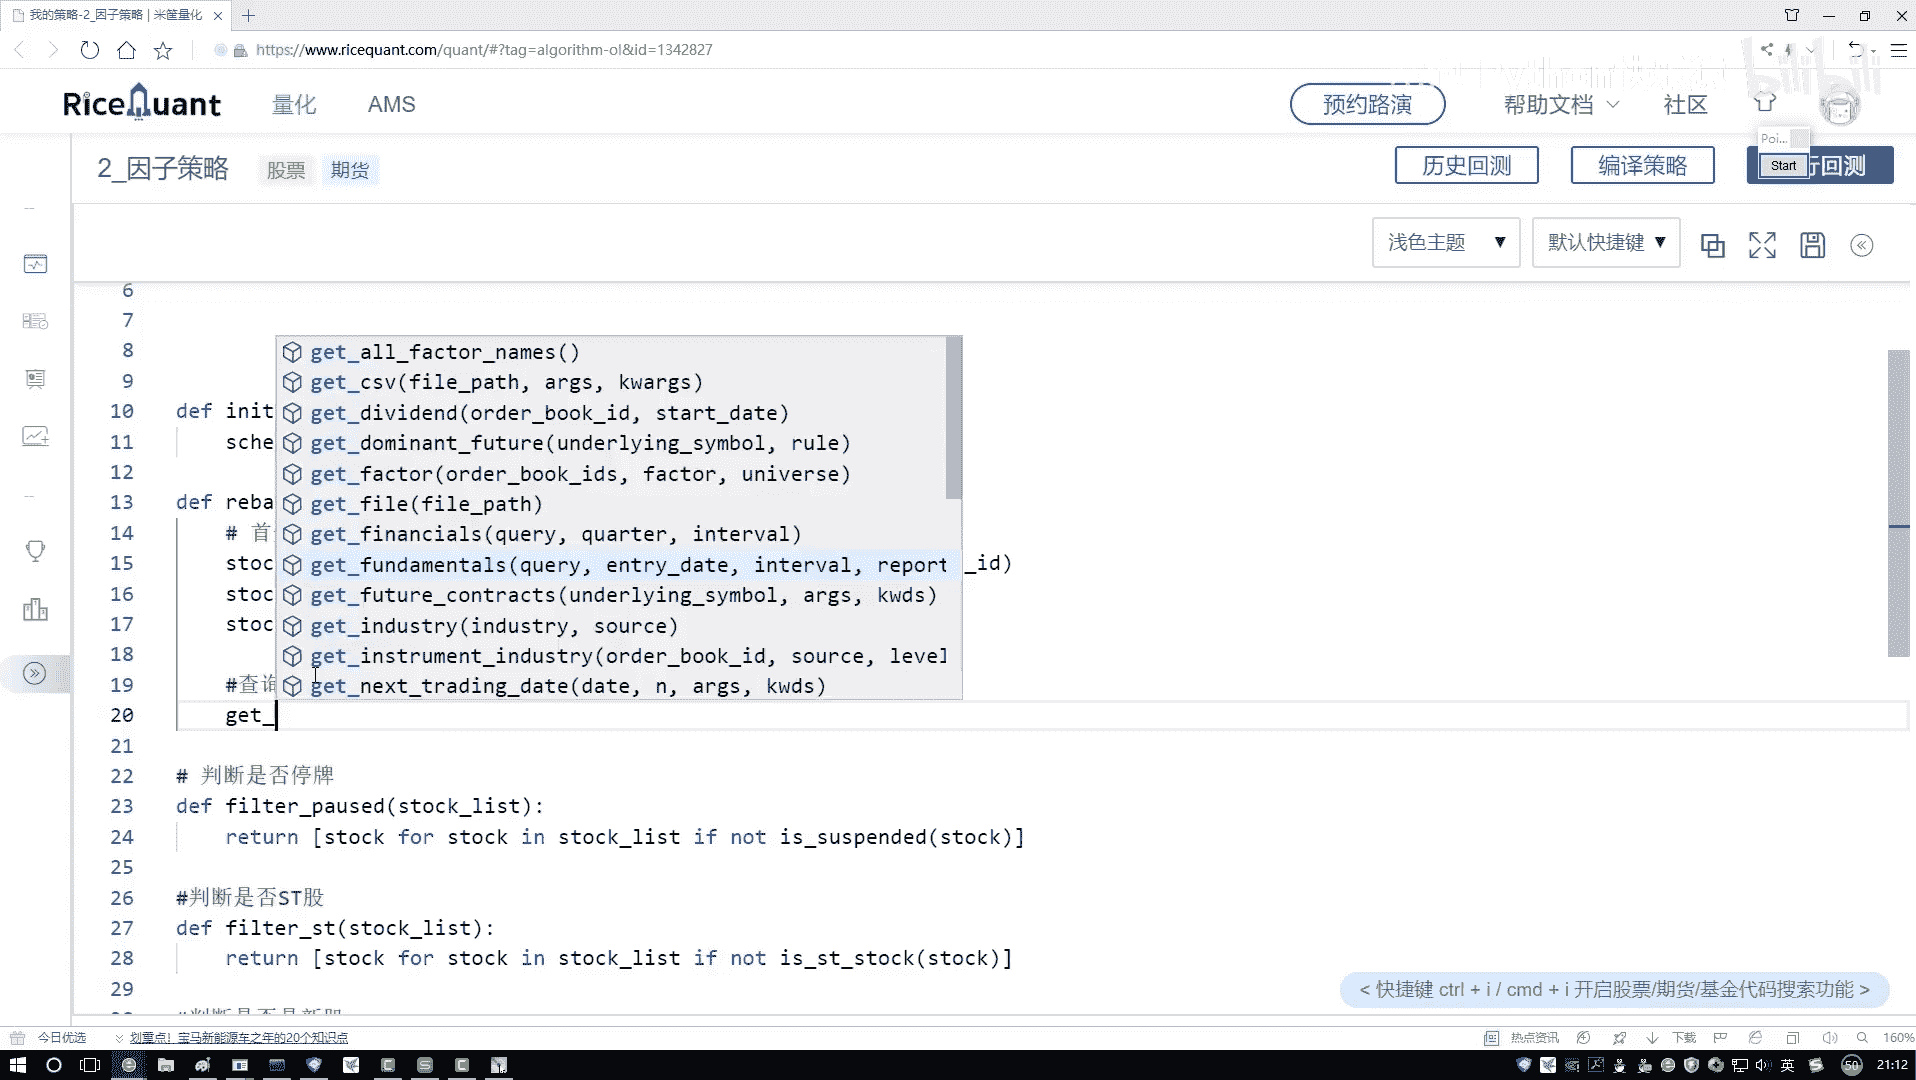 我的策略-2_因子策略 | 米筐量化
https://www.ricequant.com/quant/#?tag=algorithm-ol&id=1342827
RiceQuant 量化 AMS 预约路演 帮助文档 社区
bilibili
Poi...
Start
2_因子策略 股票 期货 历史回测 编译策略 行回测
浅色主题 ▼ 默认快捷键 ▼
6
7
8 get_all_factor_names()
9 get_csv(file_path, args, kwargs)
10 def init get_dividend(order_book_id, start_date)
11 sche get_dominant_future(underlying_symbol, rule)
12 get_factor(order_book_ids, factor, universe)
13 def reba get_file(file_path)
14 # 首 get_financials(query, quarter, interval)
15 stoc get_fundamentals(query, entry_date, interval, report _id)
16 stoc get_future_contracts(underlying_symbol, args, kwds)
17 stoc get_industry(industry, source)
18 get_instrument_industry(order_book_id, source, level
19 #查询 get_next_trading_date(date, n, args, kwds)
20 get_
21
22 # 判断是否停牌
23 def filter_paused(stock_list):
24 return [stock for stock in stock_list if not is_suspended(stock)]
25
26 #判断是否ST股
27 def filter_st(stock_list):
28 return [stock for stock in stock_list if not is_st_stock(stock)]
29
< 快捷键 ctrl + i / cmd + i 开启股票/期货/基金代码搜索功能 >
今日优选 划重点！宝马新能源车之年的20个知识点 热点资讯 下载 160%
英 50 21:12